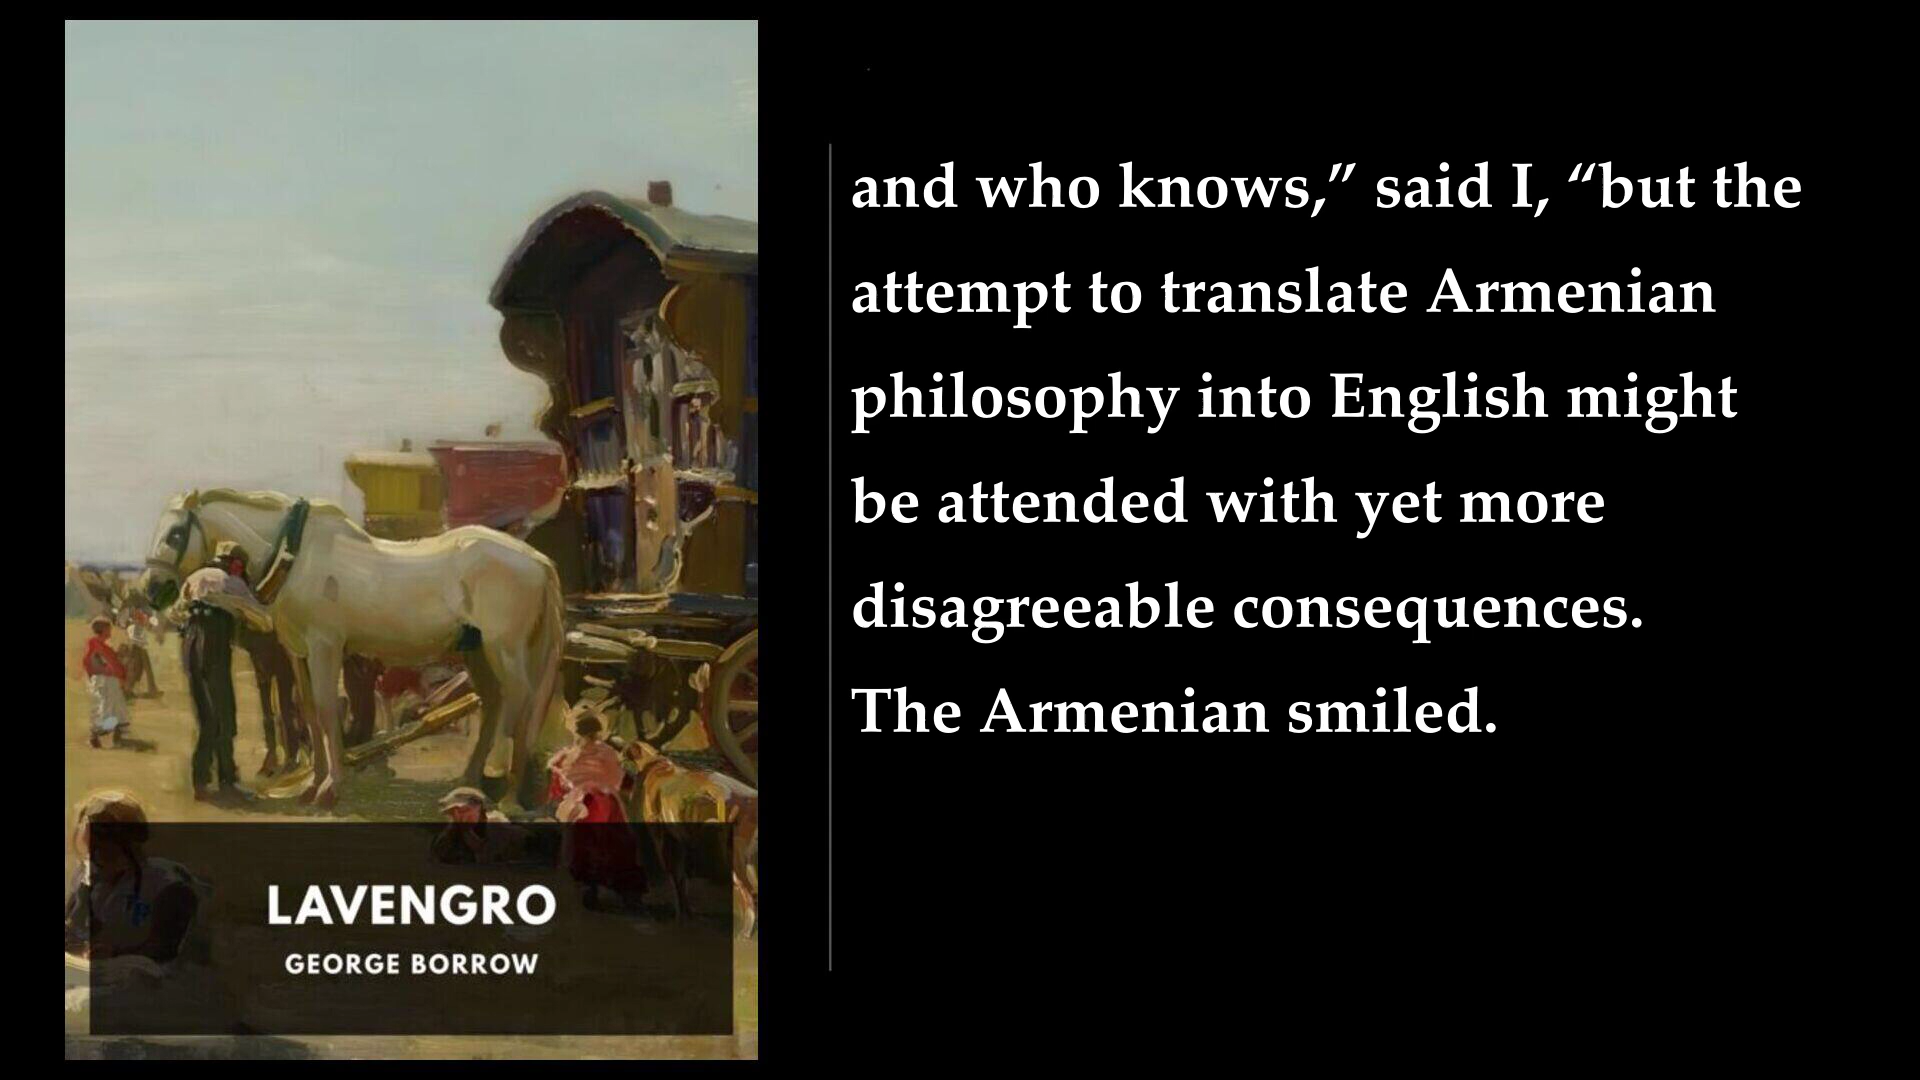 LAVENGRO
GEORGE BORROW
and who knows,” said I, “but the
attempt to translate Armenian
philosophy into English might
be attended with yet more
disagreeable consequences.
The Armenian smiled.